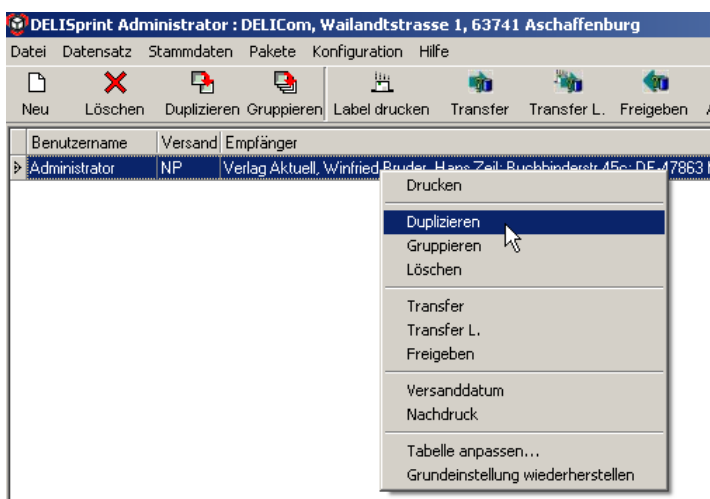 DELISprint Administrator : DELICom, Wailandtstrasse 1, 63741 Aschaffenburg
Datei Datensatz Stammdaten Pakete Konfiguration Hilfe
Neu Löschen Duplizieren Gruppieren Label drucken Transfer Transfer L. Freigeben
Benutzername Versand Empfänger
Administrator NP Verlag Aktuell, Winfried Bruder, Hans Zeil; Buchbinderstr. 45c; DE-47863
Drucken
Duplizieren
Gruppieren
Löschen
Transfer
Transfer L.
Freigeben
Versanddatum
Nachdruck
Tabelle anpassen...
Grundeinstellung wiederherstellen